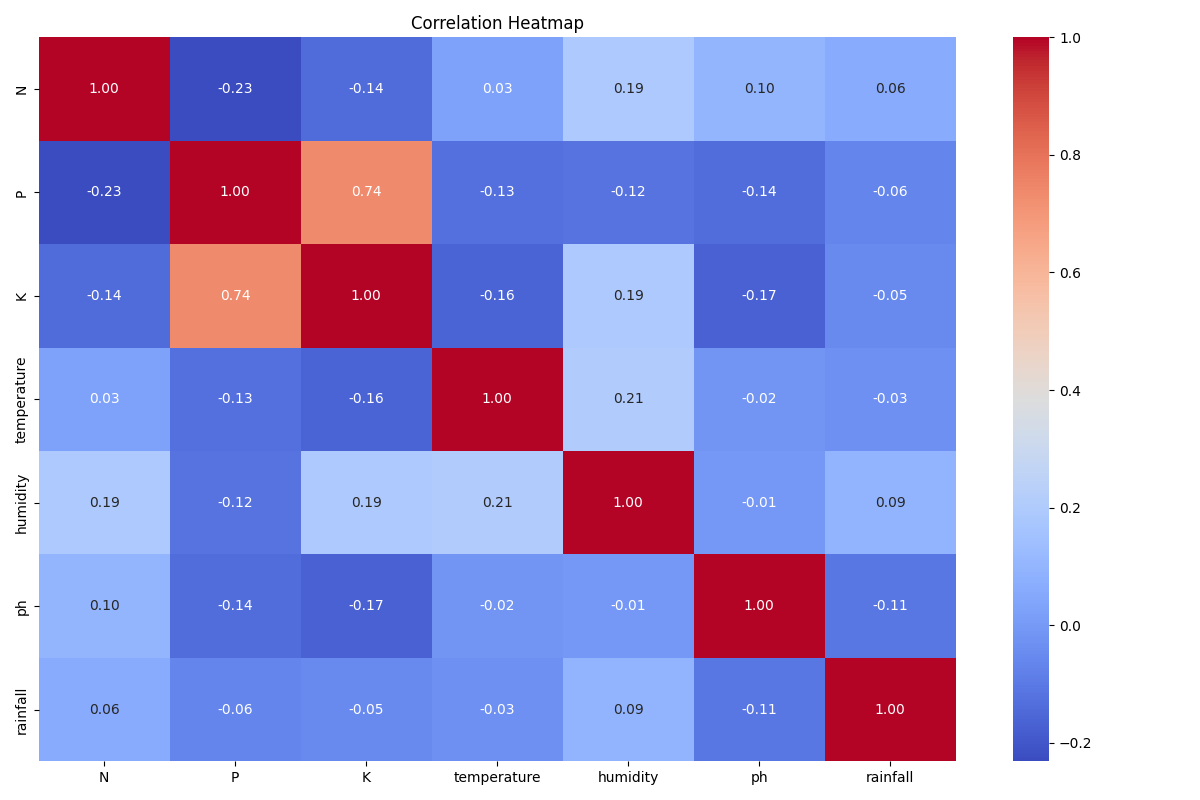 Correlation Heatmap
N 1.00 -0.23 -0.14 0.03 0.19 0.10 0.06
P -0.23 1.00 0.74 -0.13 -0.12 -0.14 -0.06
K -0.14 0.74 1.00 -0.16 0.19 -0.17 -0.05
temperature 0.03 -0.13 -0.16 1.00 0.21 -0.02 -0.03
humidity 0.19 -0.12 0.19 0.21 1.00 -0.01 0.09
ph 0.10 -0.14 -0.17 -0.02 -0.01 1.00 -0.11
rainfall 0.06 -0.06 -0.05 -0.03 0.09 -0.11 1.00
N P K temperature humidity ph rainfall
1.0
0.8
0.6
0.4
0.2
0.0
−0.2